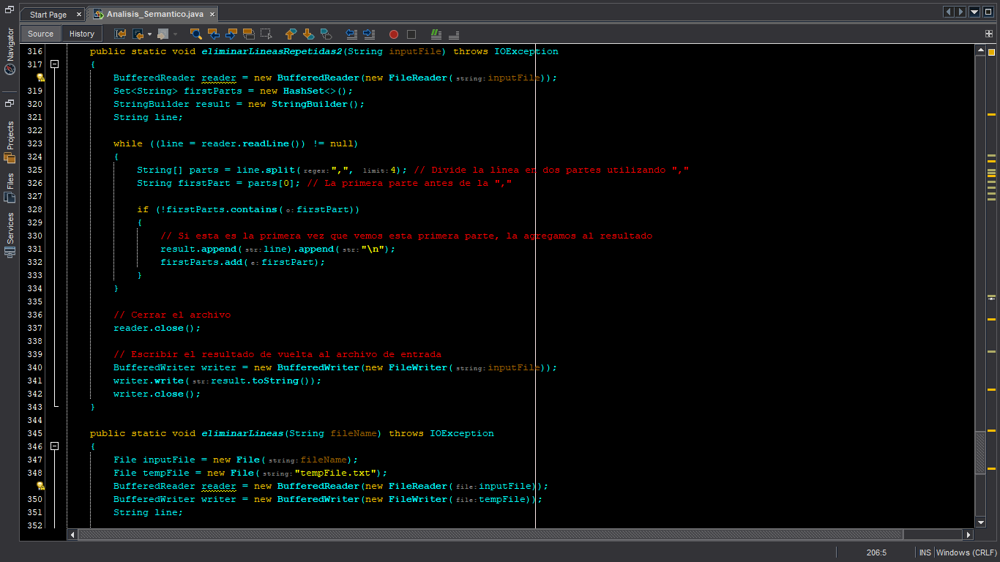 Start Page ×
Analisis_Semantico.java ×
Source History
Navigator
Projects
Files
Services
316 public static void eliminarLineasRepetidas2(String inputFile) throws IOException
317 {
BufferedReader reader = new BufferedReader(new FileReader(string:inputFile));
319 Set<String> firstParts = new HashSet<>();
320 StringBuilder result = new StringBuilder();
321 String line;
322
323 while ((line = reader.readLine()) != null)
324 {
325 String[] parts = line.split(regex:",", limit:4); // Divide la línea en dos partes utilizando ","
326 String firstPart = parts[0]; // La primera parte antes de la ","
327
328 if (!firstParts.contains(o:firstPart))
329 {
330 // Si esta es la primera vez que vemos esta primera parte, la agregamos al resultado
331 result.append(str:line).append(str:"\n");
332 firstParts.add(e:firstPart);
333 }
334 }
335
336 // Cerrar el archivo
337 reader.close();
338
339 // Escribir el resultado de vuelta al archivo de entrada
340 BufferedWriter writer = new BufferedWriter(new FileWriter(string:inputFile));
341 writer.write(str:result.toString());
342 writer.close();
343 }
344
345 public static void eliminarLineas(String fileName) throws IOException
346 {
347 File inputFile = new File(string:fileName);
348 File tempFile = new File(string:"tempFile.txt");
BufferedReader reader = new BufferedReader(new FileReader(file:inputFile));
350 BufferedWriter writer = new BufferedWriter(new FileWriter(file:tempFile));
351 String line;
352
206:5 INS Windows (CRLF)